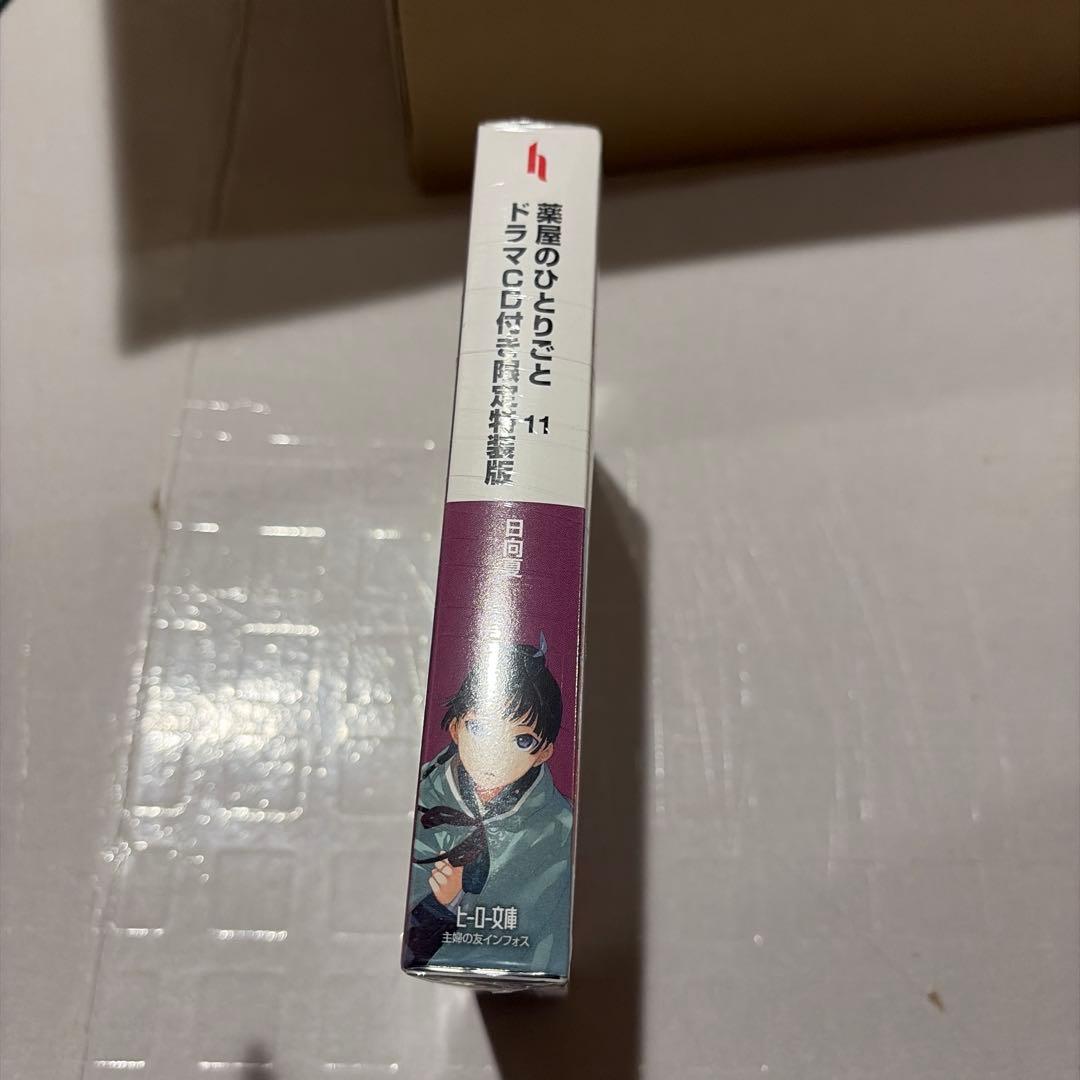 薬屋のひとりごと 11
ドラマCD付き限定特装版
日向夏
ヒーロー文庫
主婦の友インフォス